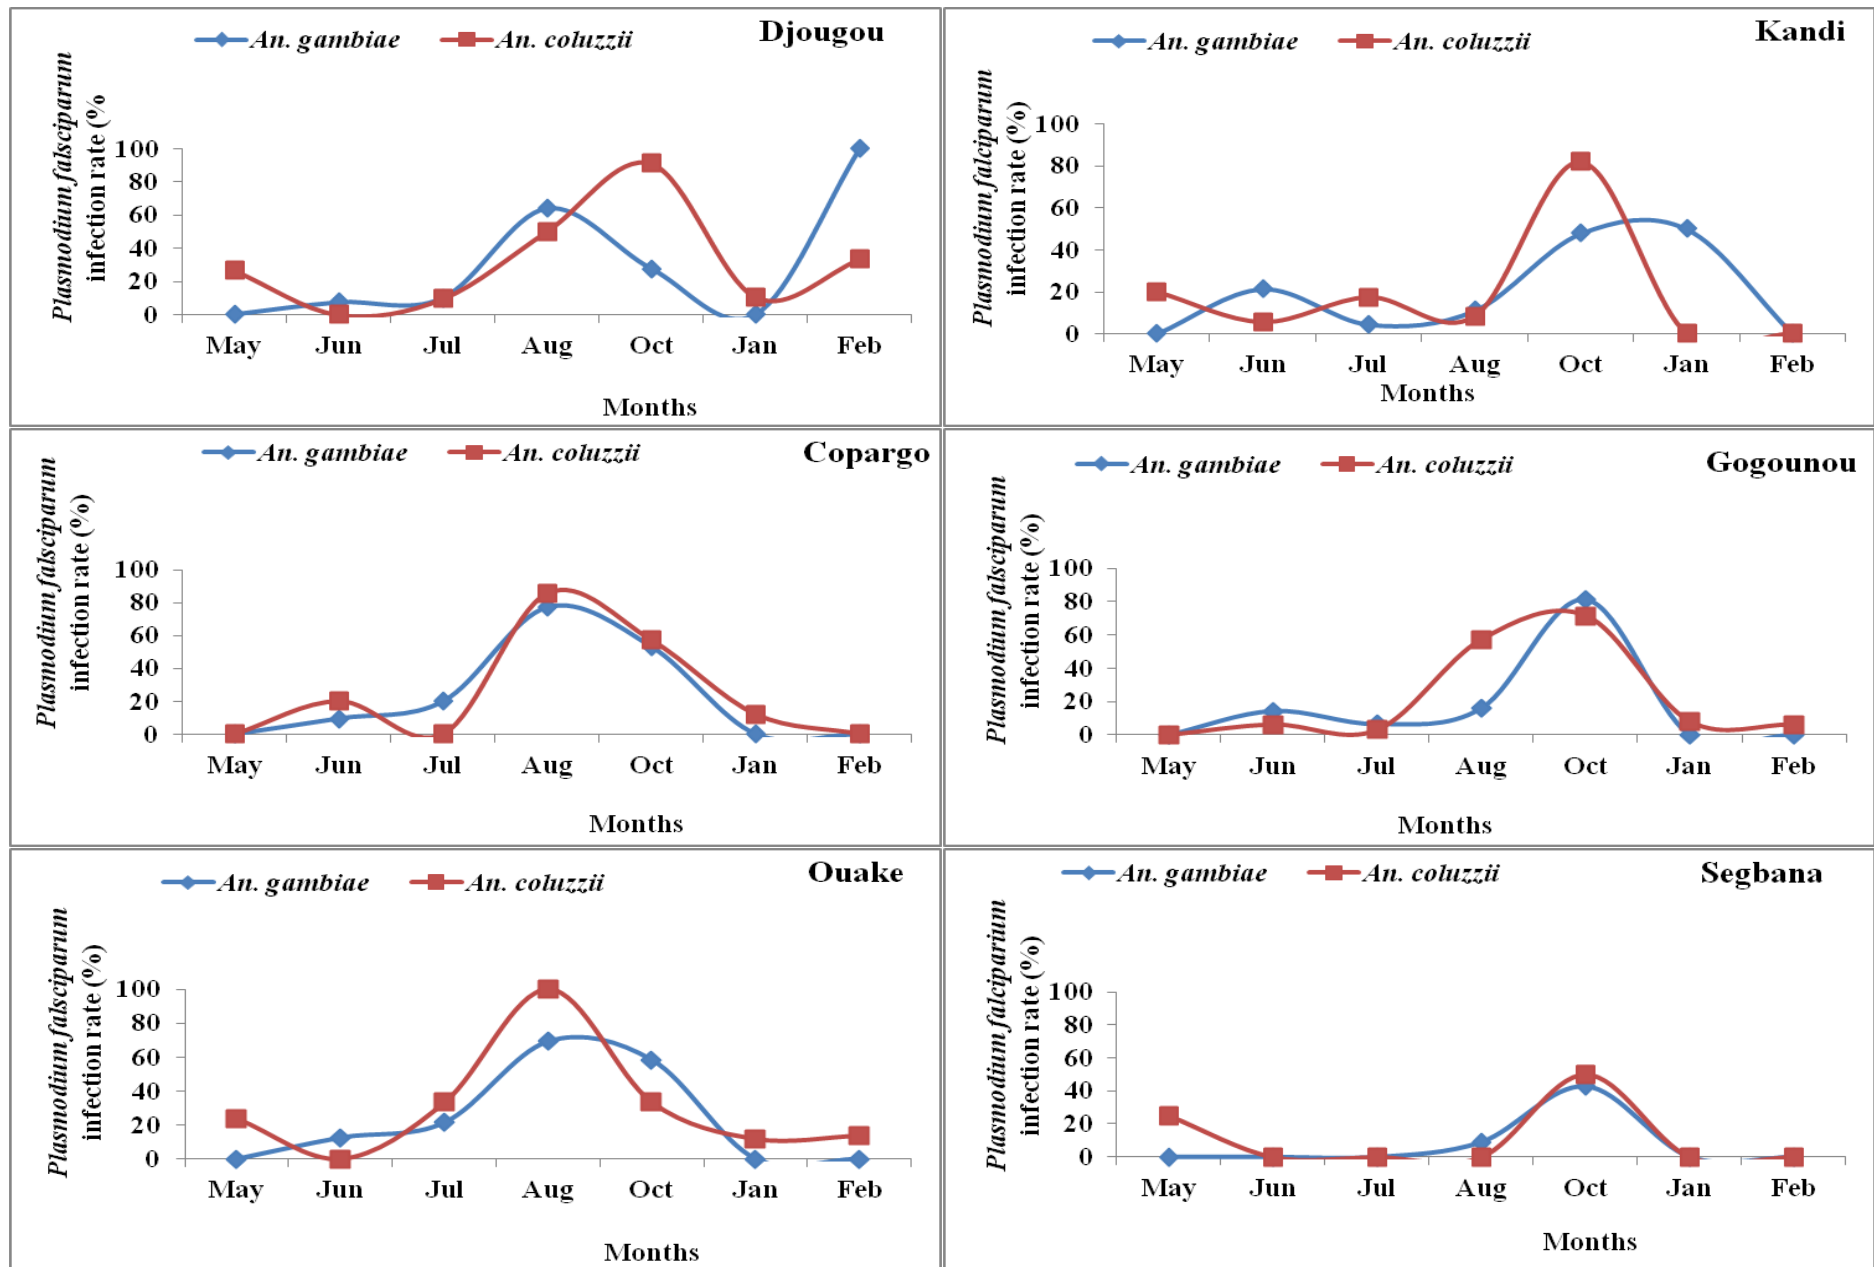 An. gambiae An. coluzzii Djougou
Plasmodium falsciparum
infection rate (%
100
80
60
40
20
0
May Jun Jul Aug Oct Jan Feb
Months
An. gambiae An. coluzzii Kandi
Plasmodium falciparum
infection rate (%)
100
80
60
40
20
0
May Jun Jul Aug Oct Jan Feb
Months
An. gambiae An. coluzzii Copargo
Plasmodium falsciparum
infection rate (%)
100
80
60
40
20
0
May Jun Jul Aug Oct Jan Feb
Months
An. gambiae An. coluzzii Gogounou
Plasmodium falsciparum
infection rate (%)
100
80
60
40
20
0
May Jun Jul Aug Oct Jan Feb
Months
An. gambiae An. coluzzii Ouake
Plasmodium falsciparum
infection rate (%)
100
80
60
40
20
0
May Jun Jul Aug Oct Jan Feb
Months
An. gambiae An. coluzzii Segbana
Plasmodium falciparium
infection rate (%)
100
80
60
40
20
0
May Jun Jul Aug Oct Jan Feb
Months